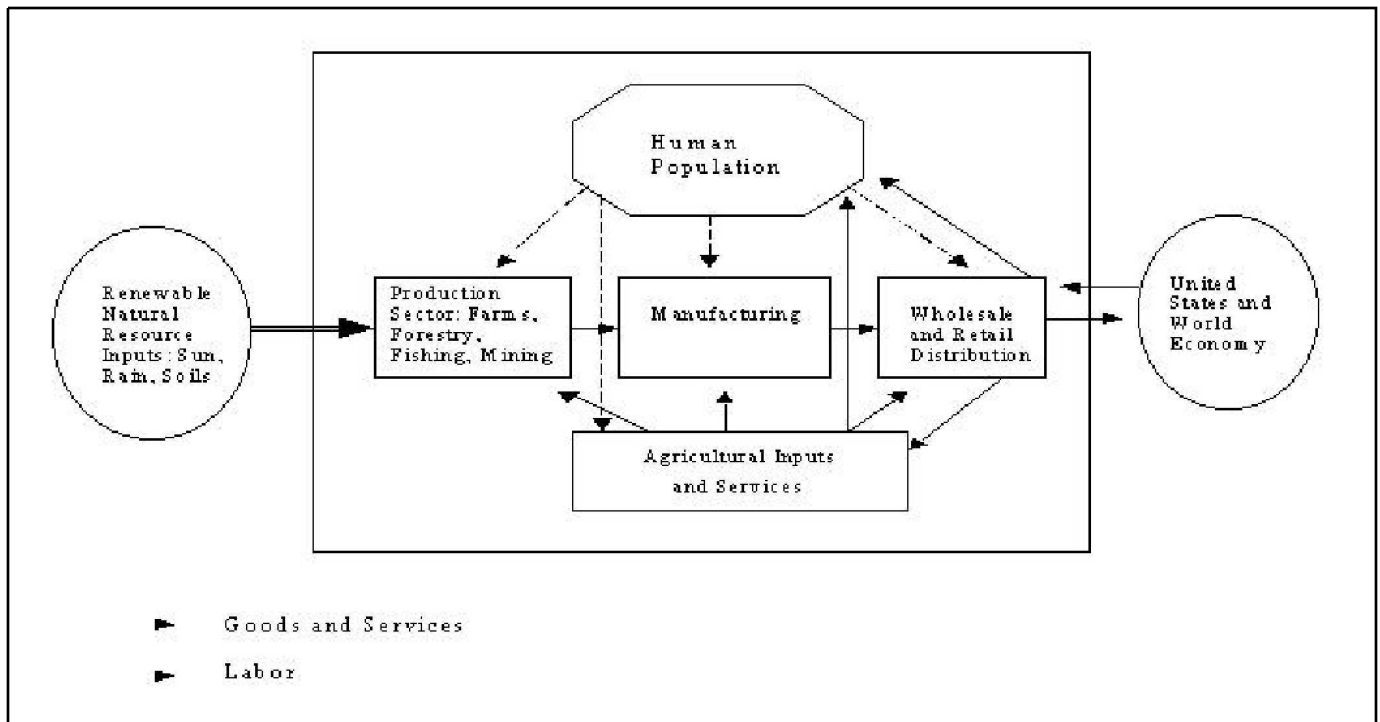 Human
Population
Renewable
Natural
Resource
Inputs: Sun,
Rain, Soils
Production
Sector: Farms,
Forestry,
Fishing, Mining
Manufacturing
Wholesale
and Retail
Distribution
United
States and
World
Economy
Agricultural Inputs
and Services
Goods and Services
Labor